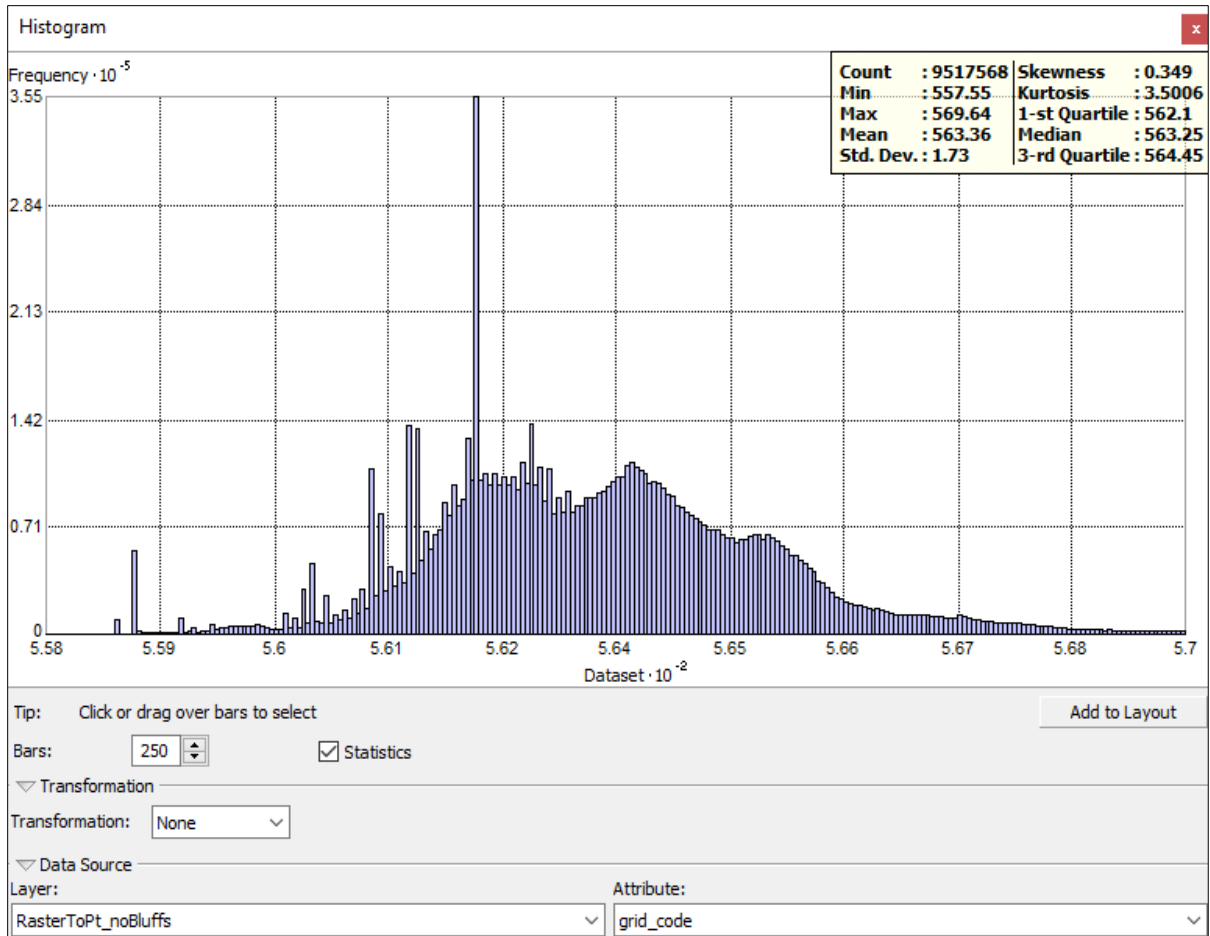 Histogram
x
Frequency · 10 -5
Count : 9517568 Skewness : 0.349
Min : 557.55 Kurtosis : 3.5006
Max : 569.64 1-st Quartile : 562.1
Mean : 563.36 Median : 563.25
Std. Dev. : 1.73 3-rd Quartile : 564.45
3.55
2.84
2.13
1.42
0.71
0
5.58 5.59 5.6 5.61 5.62 5.64 5.65 5.66 5.67 5.68 5.7
Dataset · 10 -2
Tip: Click or drag over bars to select Add to Layout
Bars: 250 Statistics
Transformation
Transformation: None
Data Source
Layer: Attribute:
RasterToPt_noBluffs grid_code